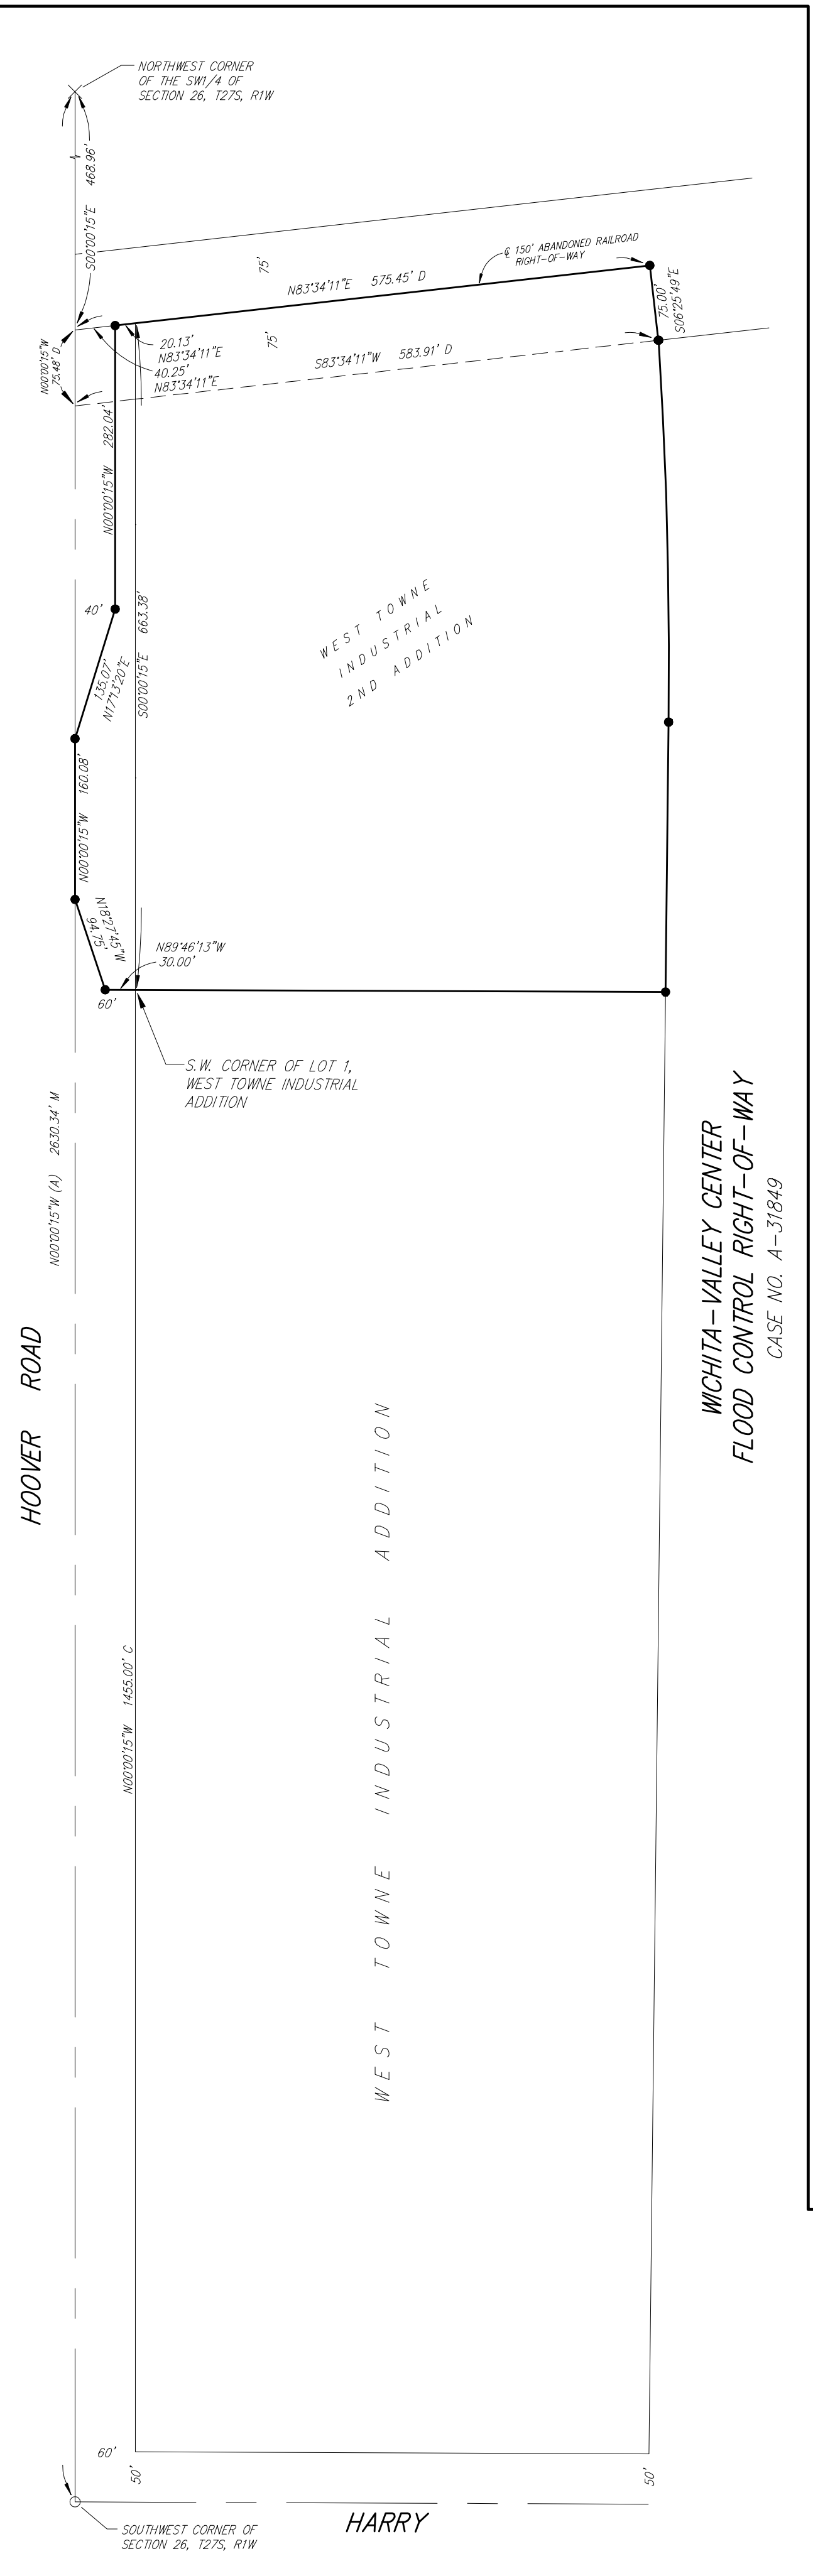 NORTHWEST CORNER
OF THE SW1/4 OF
SECTION 26, T27S, R1W
S00°00'15"E 468.96'
75'
℄ 150' ABANDONED RAILROAD
RIGHT-OF-WAY
N83°34'11"E 575.45' D
75.00'
S06°25'49"E
20.13'
N83°34'11"E
40.25'
N83°34'11"E
75'
S83°34'11"W 583.91' D
N00°00'15"W
75.48' D
N00°00'15"W 282.04'
40'
S00°00'15"E 663.38'
WEST TOWNE
INDUSTRIAL
2ND ADDITION
135.07'
N17°13'20"E
N00°00'15"W 160.08'
N18°27'45"W
94.75'
N89°46'13"W
30.00'
60'
S.W. CORNER OF LOT 1,
WEST TOWNE INDUSTRIAL
ADDITION
N00°00'15"W (A) 2630.34' M
WICHITA-VALLEY CENTER
FLOOD CONTROL RIGHT-OF-WAY
CASE NO. A-31849
HOOVER ROAD
WEST TOWNE INDUSTRIAL ADDITION
N00°00'15"W 1455.00' C
60'
50'
50'
HARRY
SOUTHWEST CORNER OF
SECTION 26, T27S, R1W